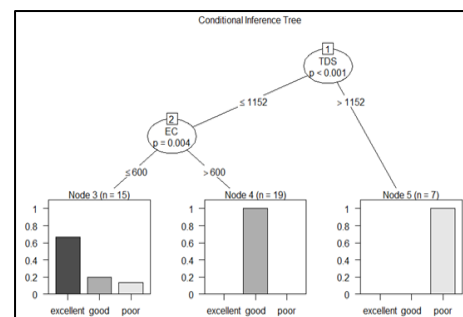 Conditional Inference Tree
1
TDS
p < 0.001
≤ 1152
> 1152
2
EC
p = 0.004
≤ 600
> 600
Node 3 (n = 15)
1
0.8
0.6
0.4
0.2
0
excellent good poor
Node 4 (n = 19)
1
0.8
0.6
0.4
0.2
0
excellent good poor
Node 5 (n = 7)
1
0.8
0.6
0.4
0.2
0
excellent good poor